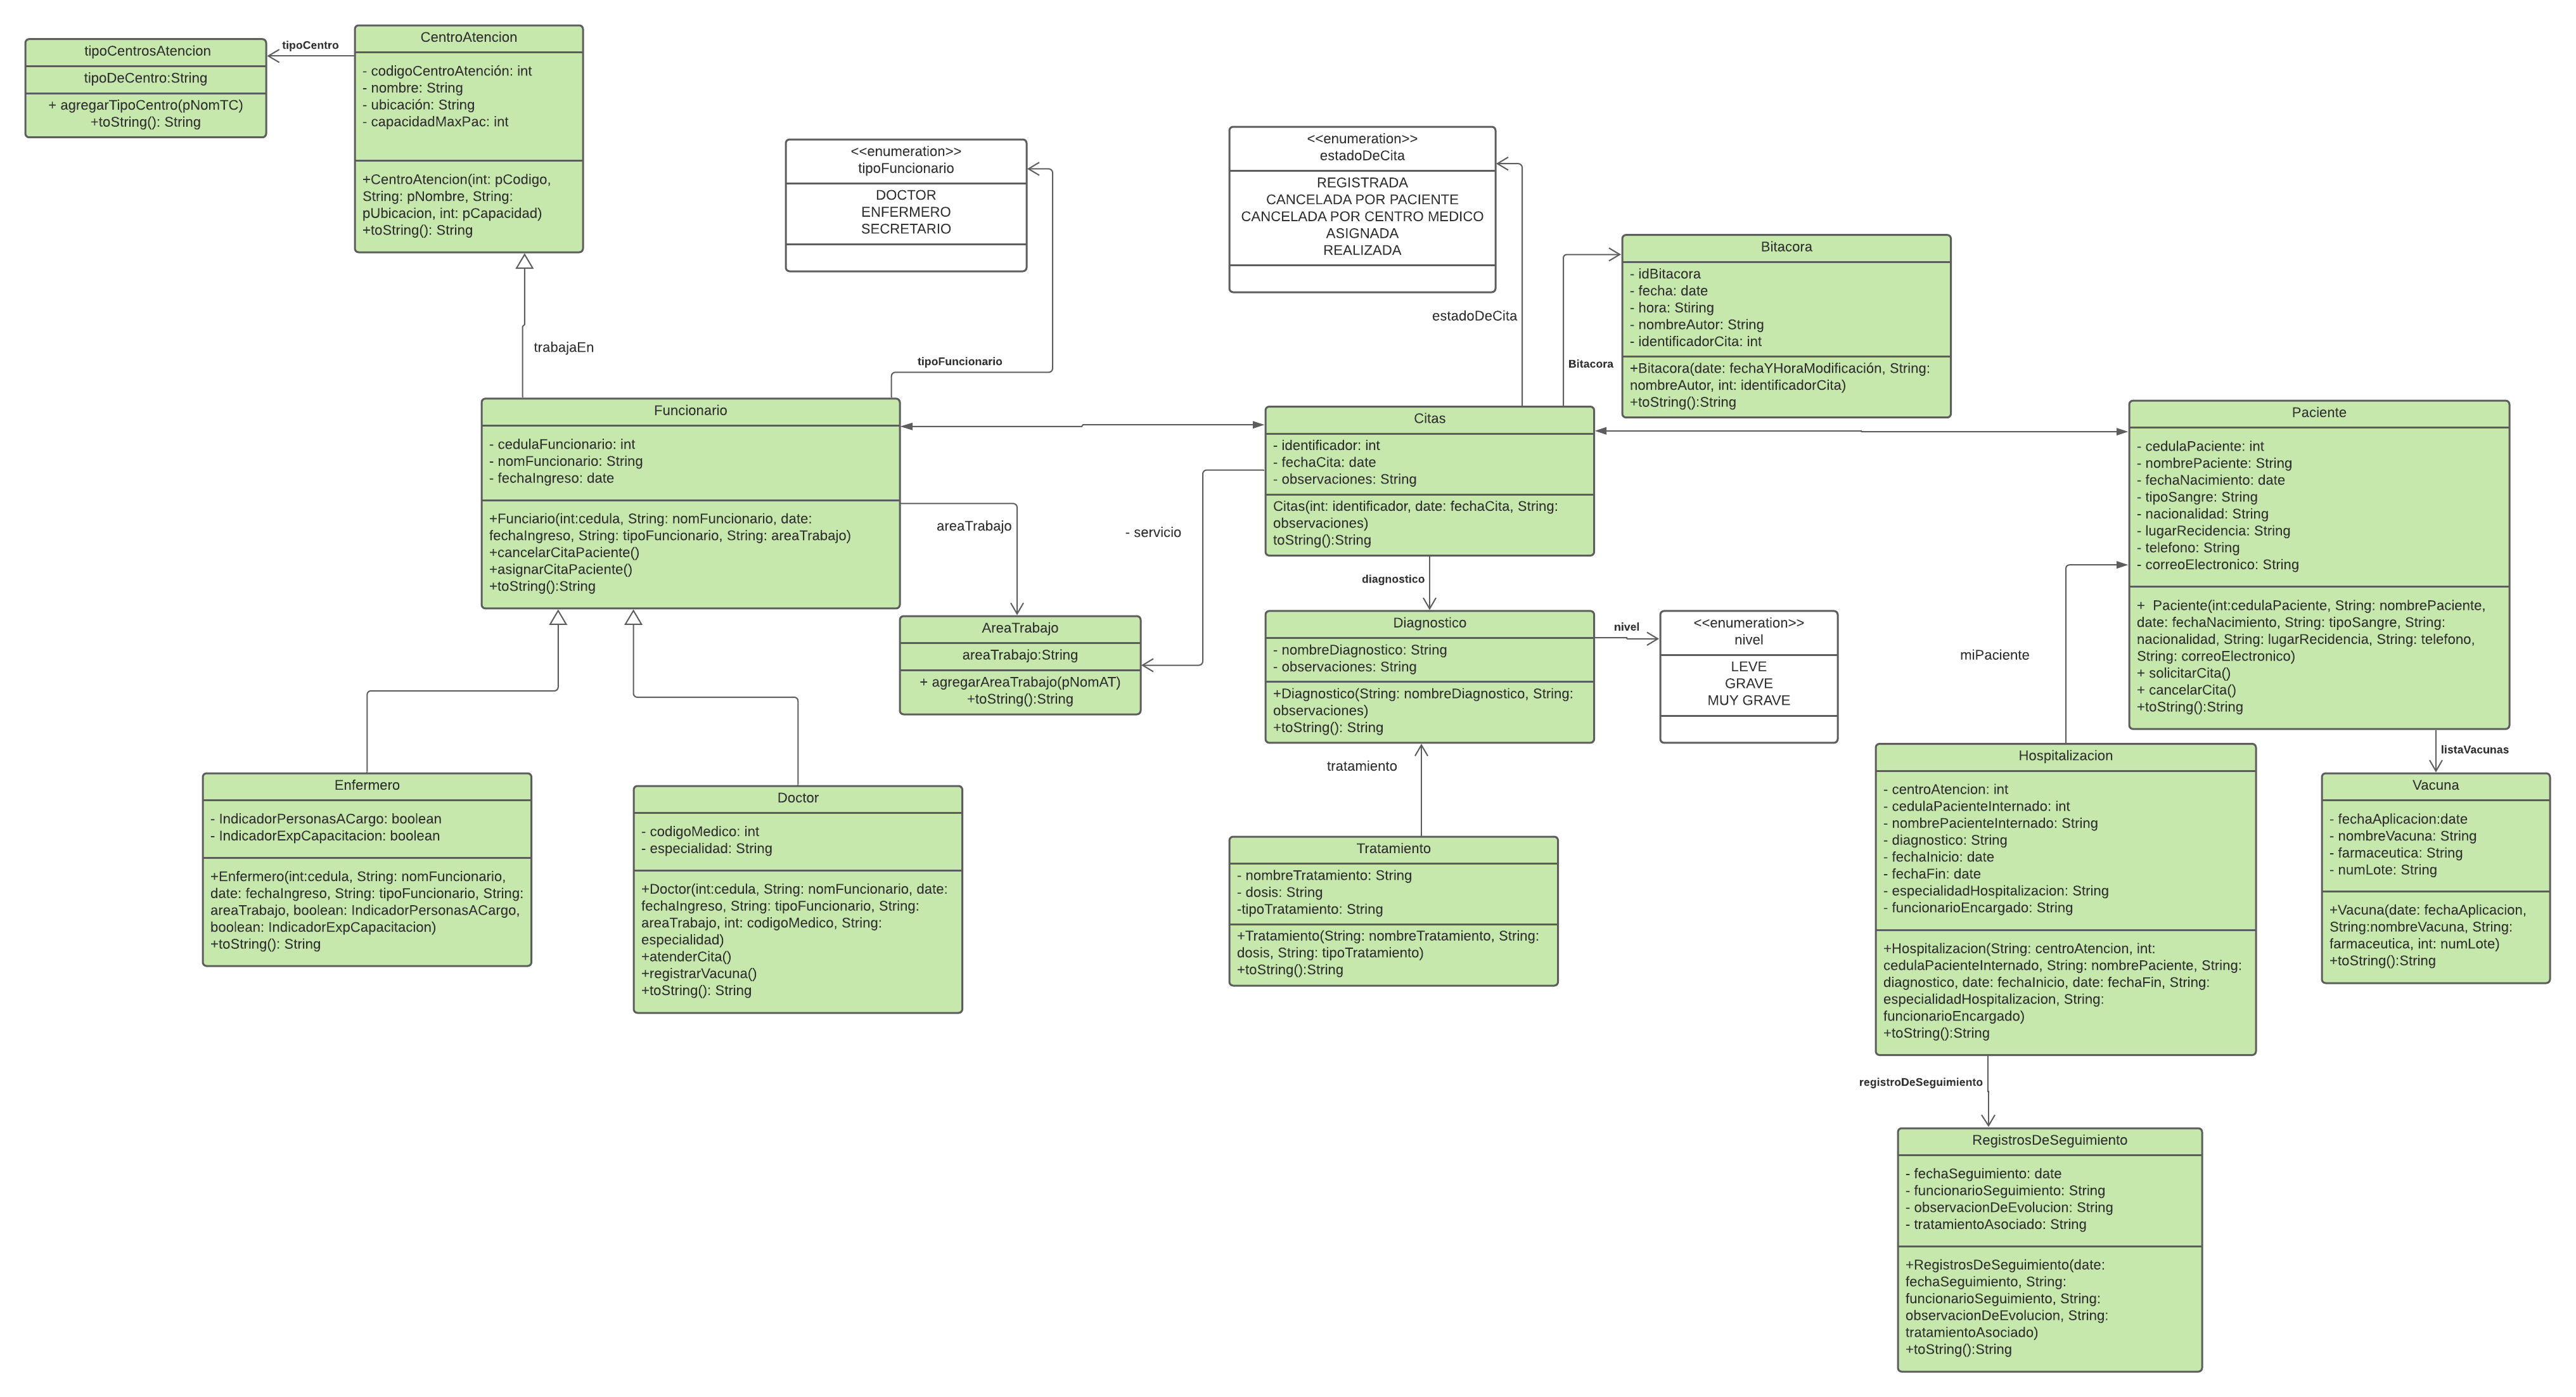 tipoCentrosAtencion
tipoDeCentro:String
+ agregarTipoCentro(pNomTC)
+toString(): String
tipoCentro
CentroAtencion
- codigoCentroAtención: int
- nombre: String
- ubicación: String
- capacidadMaxPac: int
+CentroAtencion(int: pCodigo,
String: pNombre, String:
pUbicacion, int: pCapacidad)
+toString(): String
trabajaEn
<<enumeration>>
tipoFuncionario
DOCTOR
ENFERMERO
SECRETARIO
tipoFuncionario
<<enumeration>>
estadoDeCita
REGISTRADA
CANCELADA POR PACIENTE
CANCELADA POR CENTRO MEDICO
ASIGNADA
REALIZADA
estadoDeCita
Bitacora
- idBitacora
- fecha: date
- hora: Stiring
- nombreAutor: String
- identificadorCita: int
+Bitacora(date: fechaYHoraModificación, String:
nombreAutor, int: identificadorCita)
+toString():String
Bitacora
Funcionario
- cedulaFuncionario: int
- nomFuncionario: String
- fechaIngreso: date
+Funciario(int:cedula, String: nomFuncionario, date:
fechaIngreso, String: tipoFuncionario, String: areaTrabajo)
+cancelarCitaPaciente()
+asignarCitaPaciente()
+toString():String
areaTrabajo
- servicio
Citas
- identificador: int
- fechaCita: date
- observaciones: String
Citas(int: identificador, date: fechaCita, String:
observaciones)
toString():String
diagnostico
Paciente
- cedulaPaciente: int
- nombrePaciente: String
- fechaNacimiento: date
- tipoSangre: String
- nacionalidad: String
- lugarRecidencia: String
- telefono: String
- correoElectronico: String
+  Paciente(int:cedulaPaciente, String: nombrePaciente,
date: fechaNacimiento, String: tipoSangre, String:
nacionalidad, String: lugarRecidencia, String: telefono,
String: correoElectronico)
+ solicitarCita()
+ cancelarCita()
+toString():String
AreaTrabajo
areaTrabajo:String
+ agregarAreaTrabajo(pNomAT)
+toString():String
Diagnostico
- nombreDiagnostico: String
- observaciones: String
+Diagnostico(String: nombreDiagnostico, String:
observaciones)
+toString(): String
nivel
<<enumeration>>
nivel
LEVE
GRAVE
MUY GRAVE
miPaciente
listaVacunas
tratamiento
Enfermero
- IndicadorPersonasACargo: boolean
- IndicadorExpCapacitacion: boolean
+Enfermero(int:cedula, String: nomFuncionario,
date: fechaIngreso, String: tipoFuncionario, String:
areaTrabajo, boolean: IndicadorPersonasACargo,
boolean: IndicadorExpCapacitacion)
+toString(): String
Doctor
- codigoMedico: int
- especialidad: String
+Doctor(int:cedula, String: nomFuncionario, date:
fechaIngreso, String: tipoFuncionario, String:
areaTrabajo, int: codigoMedico, String:
especialidad)
+atenderCita()
+registrarVacuna()
+toString(): String
Tratamiento
- nombreTratamiento: String
- dosis: String
-tipoTratamiento: String
+Tratamiento(String: nombreTratamiento, String:
dosis, String: tipoTratamiento)
+toString():String
Hospitalizacion
- centroAtencion: int
- cedulaPacienteInternado: int
- nombrePacienteInternado: String
- diagnostico: String
- fechaInicio: date
- fechaFin: date
- especialidadHospitalizacion: String
- funcionarioEncargado: String
+Hospitalizacion(String: centroAtencion, int:
cedulaPacienteInternado, String: nombrePaciente, String:
diagnostico, date: fechaInicio, date: fechaFin, String:
especialidadHospitalizacion, String:
funcionarioEncargado)
+toString():String
Vacuna
- fechaAplicacion:date
- nombreVacuna: String
- farmaceutica: String
- numLote: String
+Vacuna(date: fechaAplicacion,
String:nombreVacuna, String:
farmaceutica, int: numLote)
+toString():String
registroDeSeguimiento
RegistrosDeSeguimiento
- fechaSeguimiento: date
- funcionarioSeguimiento: String
- observacionDeEvolucion: String
- tratamientoAsociado: String
+RegistrosDeSeguimiento(date:
fechaSeguimiento, String:
funcionarioSeguimiento, String:
observacionDeEvolucion, String:
tratamientoAsociado)
+toString():String